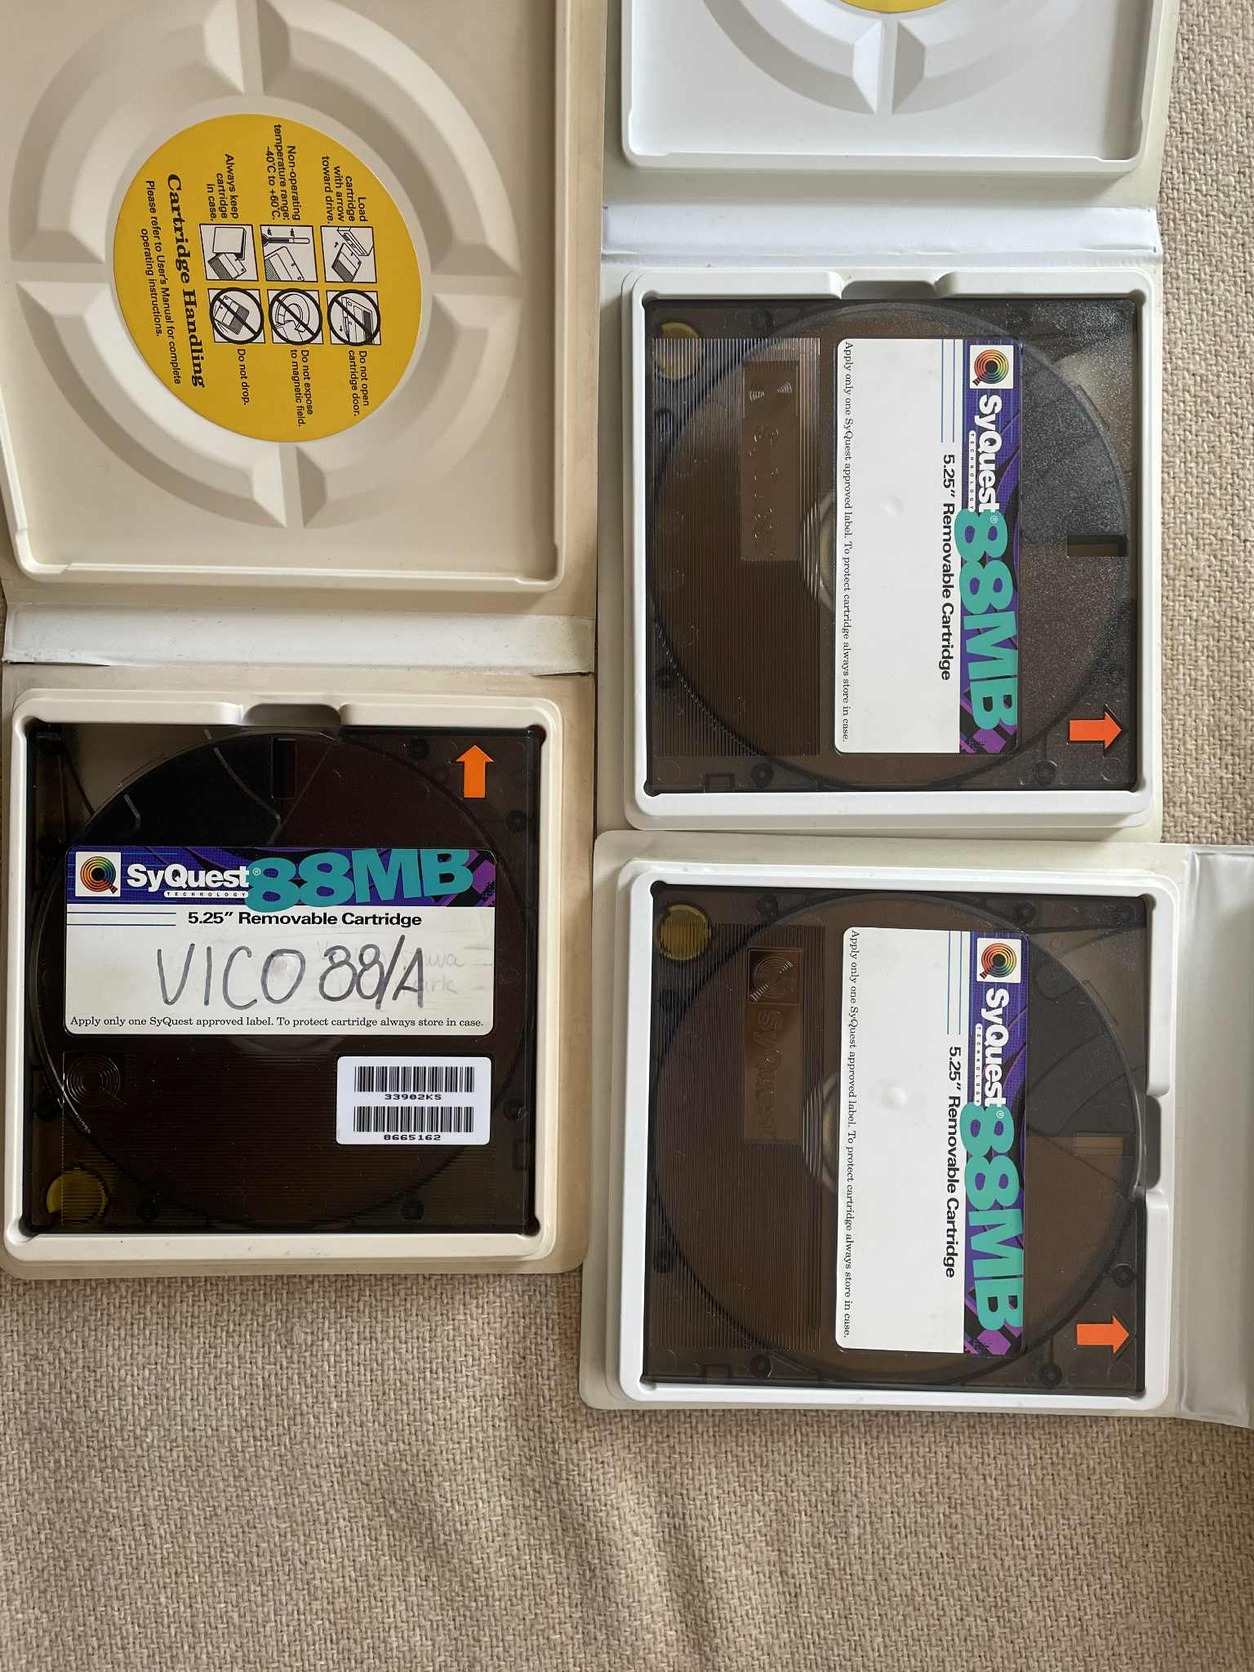 Load
cartridge
with arrow
toward drive.
Do not open
cartridge door.
Non-operating
temperature range:
-40°C to +60°C.
Do not expose
to magnetic field.
Always keep
cartridge
in case.
Do not drop.
Cartridge Handling
Please refer to User's Manual for complete
operating instructions.
SyQuest® 88MB
TECHNOLOGY
5.25" Removable Cartridge
Apply only one SyQuest approved label. To protect cartridge always store in case.
SyQuest
SyQuest® 88MB
TECHNOLOGY
5.25" Removable Cartridge
VICO 88/A
Apply only one SyQuest approved label. To protect cartridge always store in case.
33902KS
8665162
SyQuest® 88MB
TECHNOLOGY
5.25" Removable Cartridge
Apply only one SyQuest approved label. To protect cartridge always store in case.
SyQuest